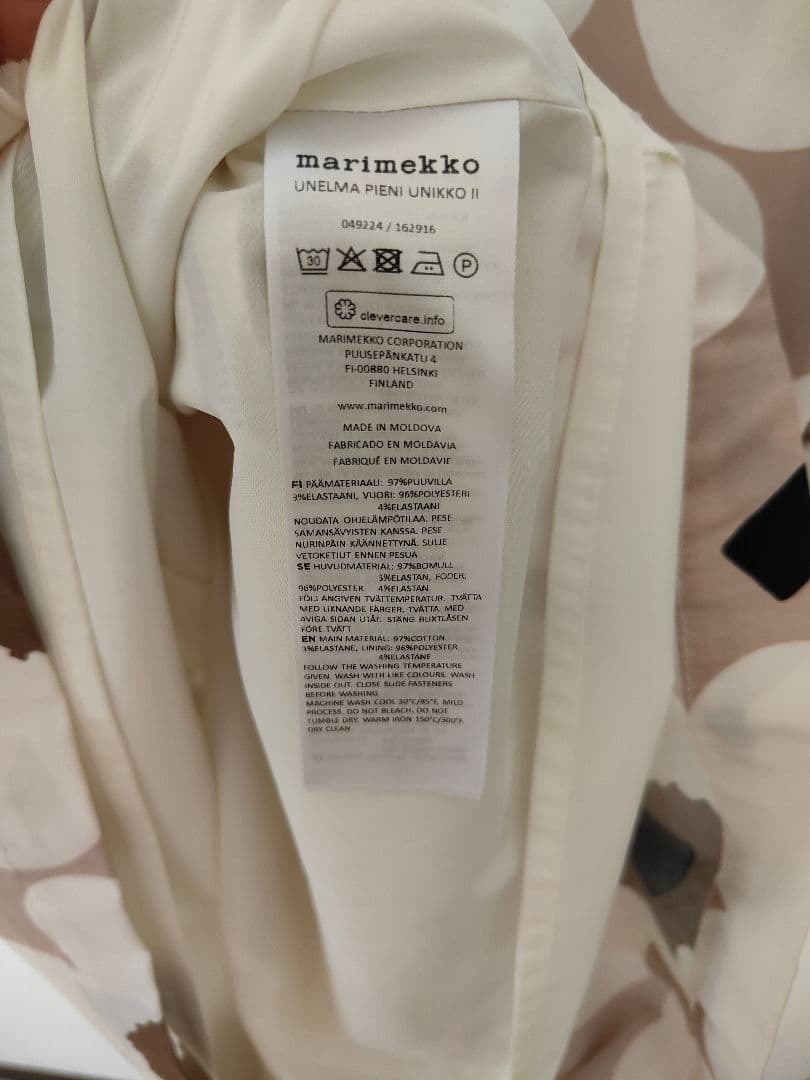 marimekko
UNELMA PIENI UNIKKO II
049224 / 162916
30
P
clevercare.info
MARIMEKKO CORPORATION
PUUSEPÄNKATU 4
FI-00880 HELSINKI
FINLAND
www.marimekko.com
MADE IN MOLDOVA
FABRICADO EN MOLDAVIA
FABRIQUÉ EN MOLDAVIE
FI PÄÄMATERIAALI: 97%PUUVILLA
3%ELASTAANI, VUORI: 96%POLYESTERI
4%ELASTAANI
NOUDATA OHJELÄMPÖTILAA. PESE
SAMANSÄVYISTEN KANSSA. PESE
NURINPÄIN KÄÄNNETTYNÄ. SULJE
VETOKETJUT ENNEN PESUA
SE HUVUDMATERIAL: 97%BOMULL
3%ELASTAN, FODER:
96%POLYESTER 4%ELASTAN
FÖLJ ANGIVEN TVÄTTEMPERATUR. TVÄTTA
MED LIKNANDE FÄRGER. TVÄTTA MED
AVIGA SIDAN UTÅT. STÄNG BLIXTLÅSEN
FÖRE TVÄTT
EN MAIN MATERIAL: 97%COTTON
3%ELASTANE, LINING: 96%POLYESTER
4%ELASTANE
FOLLOW THE WASHING TEMPERATURE
GIVEN. WASH WITH LIKE COLOURS. WASH
INSIDE OUT. CLOSE SLIDE FASTENERS
BEFORE WASHING
MACHINE WASH COOL 30°C/85°F, MILD
PROCESS. DO NOT BLEACH. DO NOT
TUMBLE DRY. WARM IRON 150°C/300°F.
DRY CLEAN